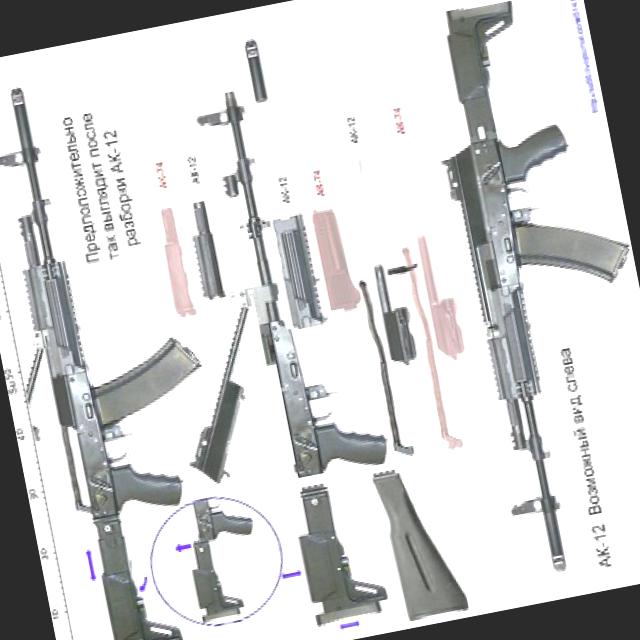 Предположительно
так выглядит после
разборки АК-12
АК-74
АК-12
АК-12
АК-74
АК-12
АК-74
АК-12 Возможный вид слева